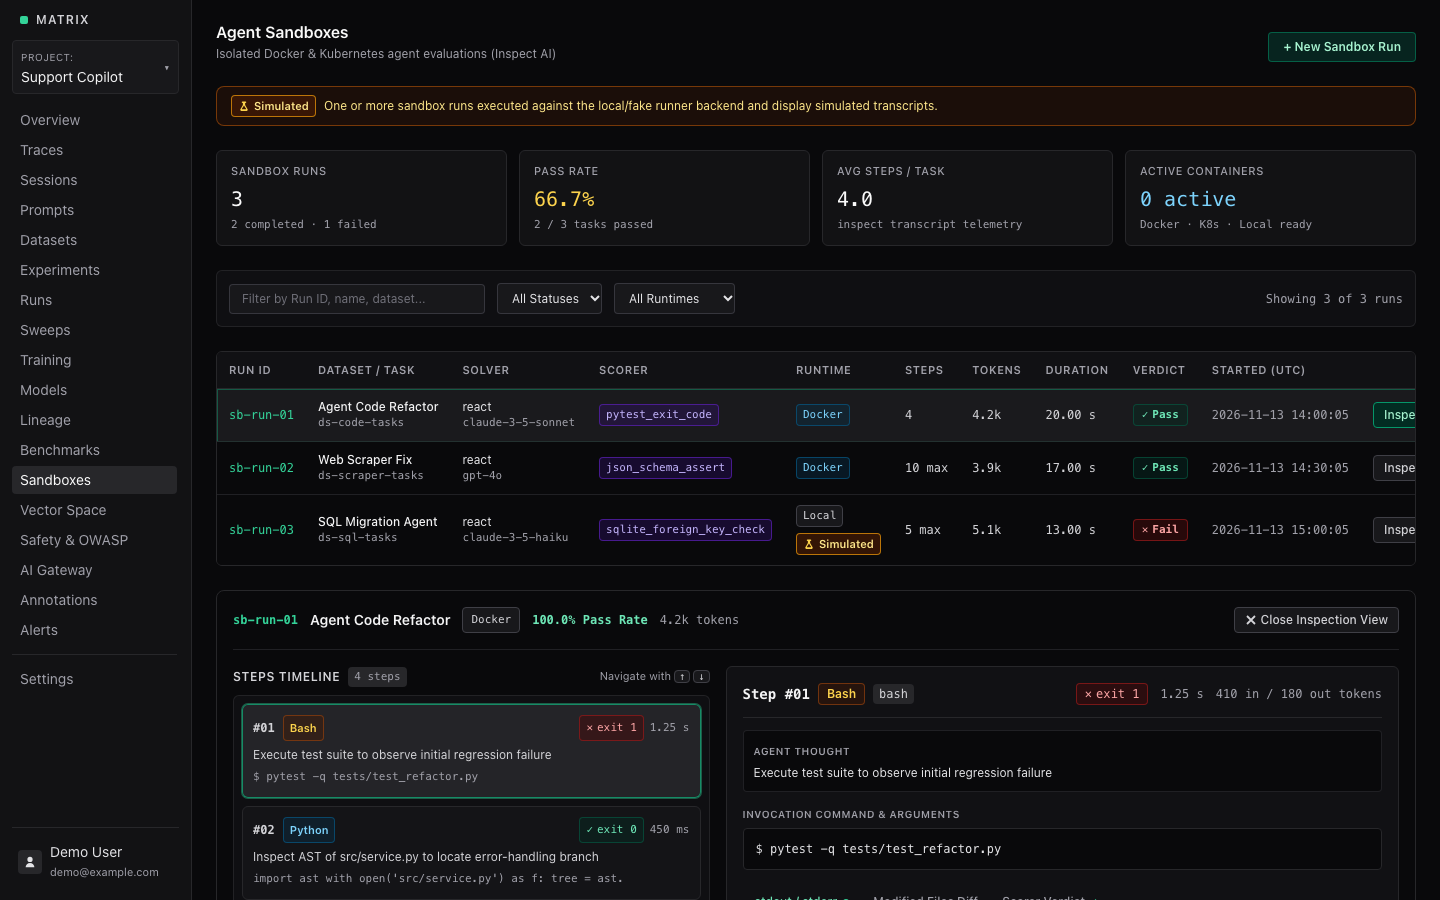 MATRIX
PROJECT:
Support Copilot
Overview
Traces
Sessions
Prompts
Datasets
Experiments
Runs
Sweeps
Training
Models
Lineage
Benchmarks
Sandboxes
Vector Space
Safety & OWASP
AI Gateway
Annotations
Alerts
Settings
Demo User
demo@example.com
Agent Sandboxes
Isolated Docker & Kubernetes agent evaluations (Inspect AI)
+ New Sandbox Run
Simulated One or more sandbox runs executed against the local/fake runner backend and display simulated transcripts.
SANDBOX RUNS
3
2 completed · 1 failed
PASS RATE
66.7%
2 / 3 tasks passed
AVG STEPS / TASK
4.0
inspect transcript telemetry
ACTIVE CONTAINERS
0 active
Docker · K8s · Local ready
Filter by Run ID, name, dataset... All Statuses All Runtimes Showing 3 of 3 runs
RUN ID DATASET / TASK SOLVER SCORER RUNTIME STEPS TOKENS DURATION VERDICT STARTED (UTC)
sb-run-01 Agent Code Refactor react pytest_exit_code Docker 4 4.2k 20.00 s ✓ Pass 2026-11-13 14:00:05 Inspe
ds-code-tasks claude-3-5-sonnet
sb-run-02 Web Scraper Fix react json_schema_assert Docker 10 max 3.9k 17.00 s ✓ Pass 2026-11-13 14:30:05 Inspe
ds-scraper-tasks gpt-4o
sb-run-03 SQL Migration Agent react sqlite_foreign_key_check Local 5 max 5.1k 13.00 s × Fail 2026-11-13 15:00:05 Inspe
ds-sql-tasks claude-3-5-haiku Simulated
sb-run-01 Agent Code Refactor Docker 100.0% Pass Rate 4.2k tokens ✕ Close Inspection View
STEPS TIMELINE 4 steps Navigate with ↑ ↓
#01 Bash × exit 1 1.25 s
Execute test suite to observe initial regression failure
$ pytest -q tests/test_refactor.py
#02 Python ✓ exit 0 450 ms
Inspect AST of src/service.py to locate error-handling branch
import ast with open('src/service.py') as f: tree = ast.
Step #01 Bash bash × exit 1 1.25 s 410 in / 180 out tokens
AGENT THOUGHT
Execute test suite to observe initial regression failure
INVOCATION COMMAND & ARGUMENTS
$ pytest -q tests/test_refactor.py
Modified Files Diff Scorer Verdict